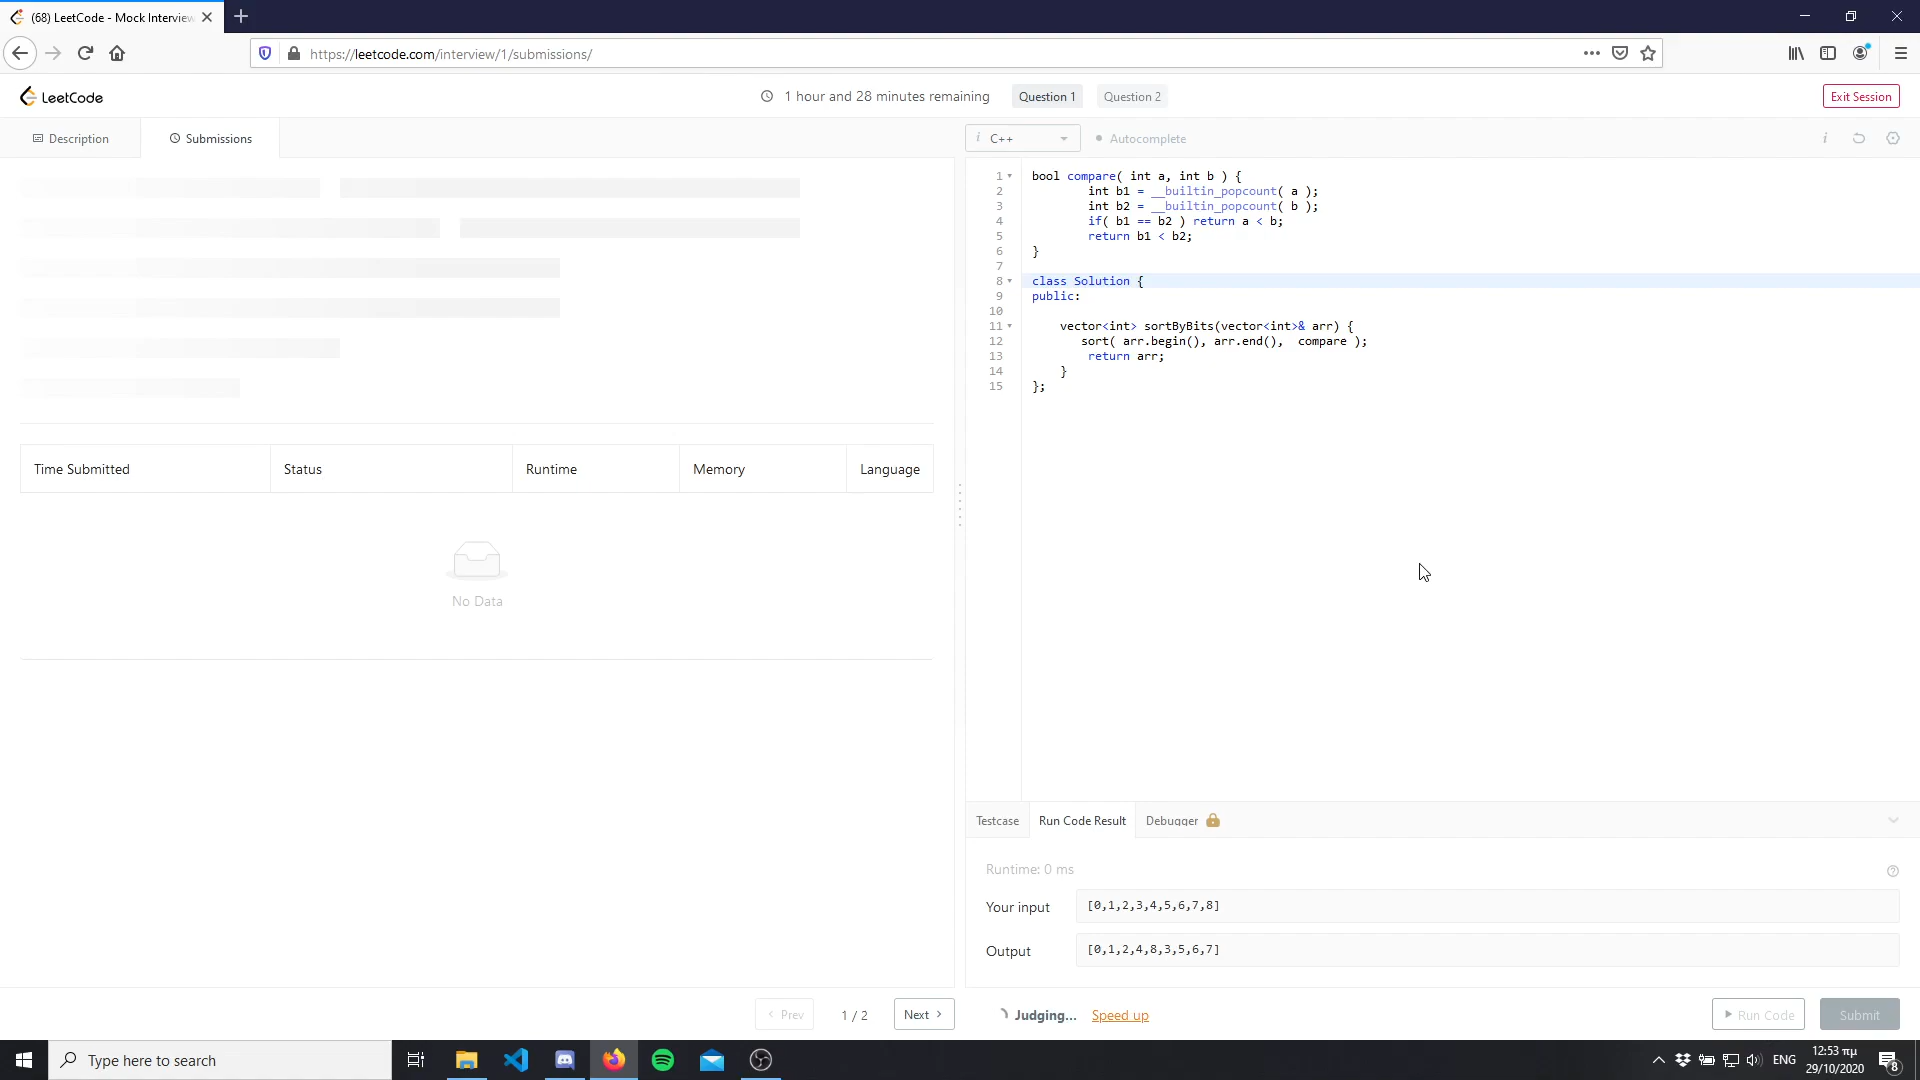 (68) LeetCode - Mock Interview
https://leetcode.com/interview/1/submissions/
LeetCode
1 hour and 28 minutes remaining
Question 1
Question 2
Exit Session
Description
Submissions
i C++
Autocomplete
i
1 bool compare( int a, int b ) {
2 int b1 = __builtin_popcount( a );
3 int b2 = __builtin_popcount( b );
4 if( b1 == b2 ) return a < b;
5 return b1 < b2;
6 }
7
8 class Solution {
9 public:
10
11 vector<int> sortByBits(vector<int>& arr) {
12 sort( arr.begin(), arr.end(),  compare );
13 return arr;
14 }
15 };
Time Submitted
Status
Runtime
Memory
Language
No Data
Testcase
Run Code Result
Debugger
Runtime: 0 ms
Your input
[0,1,2,3,4,5,6,7,8]
Output
[0,1,2,4,8,3,5,6,7]
Prev
1 / 2
Next
Judging...
Speed up
Run Code
Submit
Type here to search
ENG
12:53 πμ
29/10/2020
8